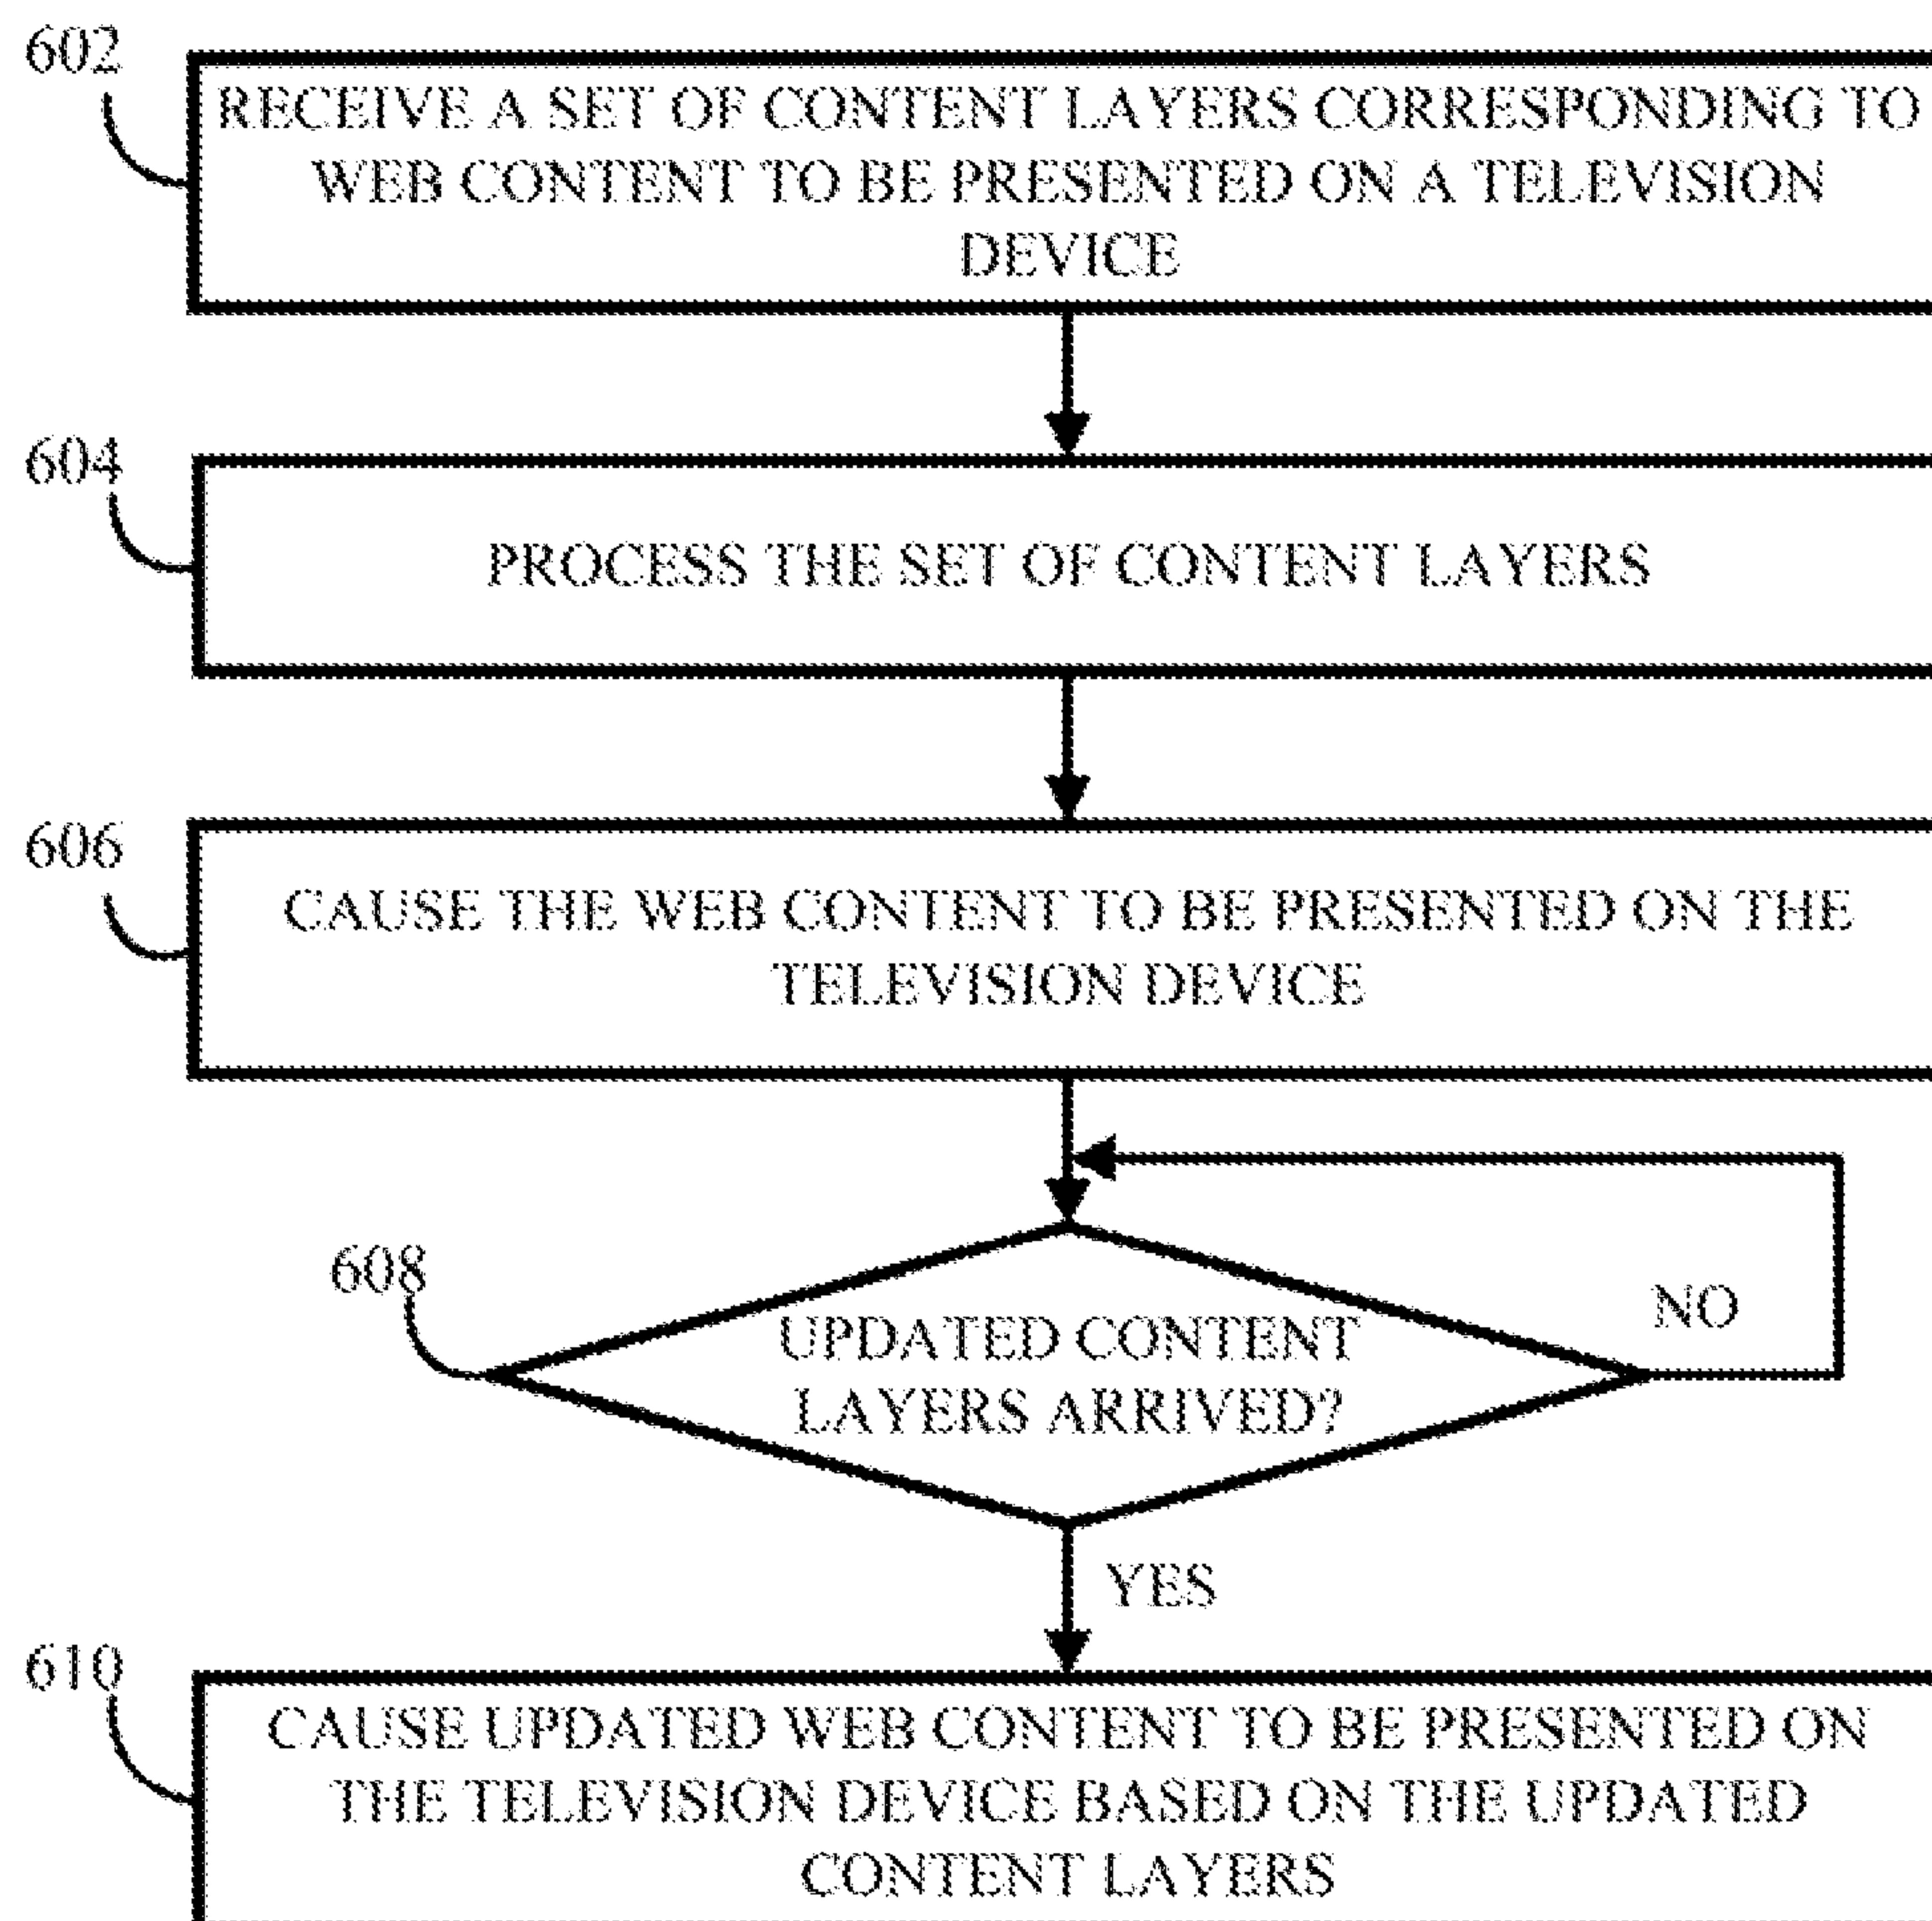 602
RECEIVE A SET OF CONTENT LAYERS CORRESPONDING TO
WEB CONTENT TO BE PRESENTED ON A TELEVISION
DEVICE
604
PROCESS THE SET OF CONTENT LAYERS
606
CAUSE THE WEB CONTENT TO BE PRESENTED ON THE
TELEVISION DEVICE
608
UPDATED CONTENT
LAYERS ARRIVED?
NO
YES
610
CAUSE UPDATED WEB CONTENT TO BE PRESENTED ON
THE TELEVISION DEVICE BASED ON THE UPDATED
CONTENT LAYERS